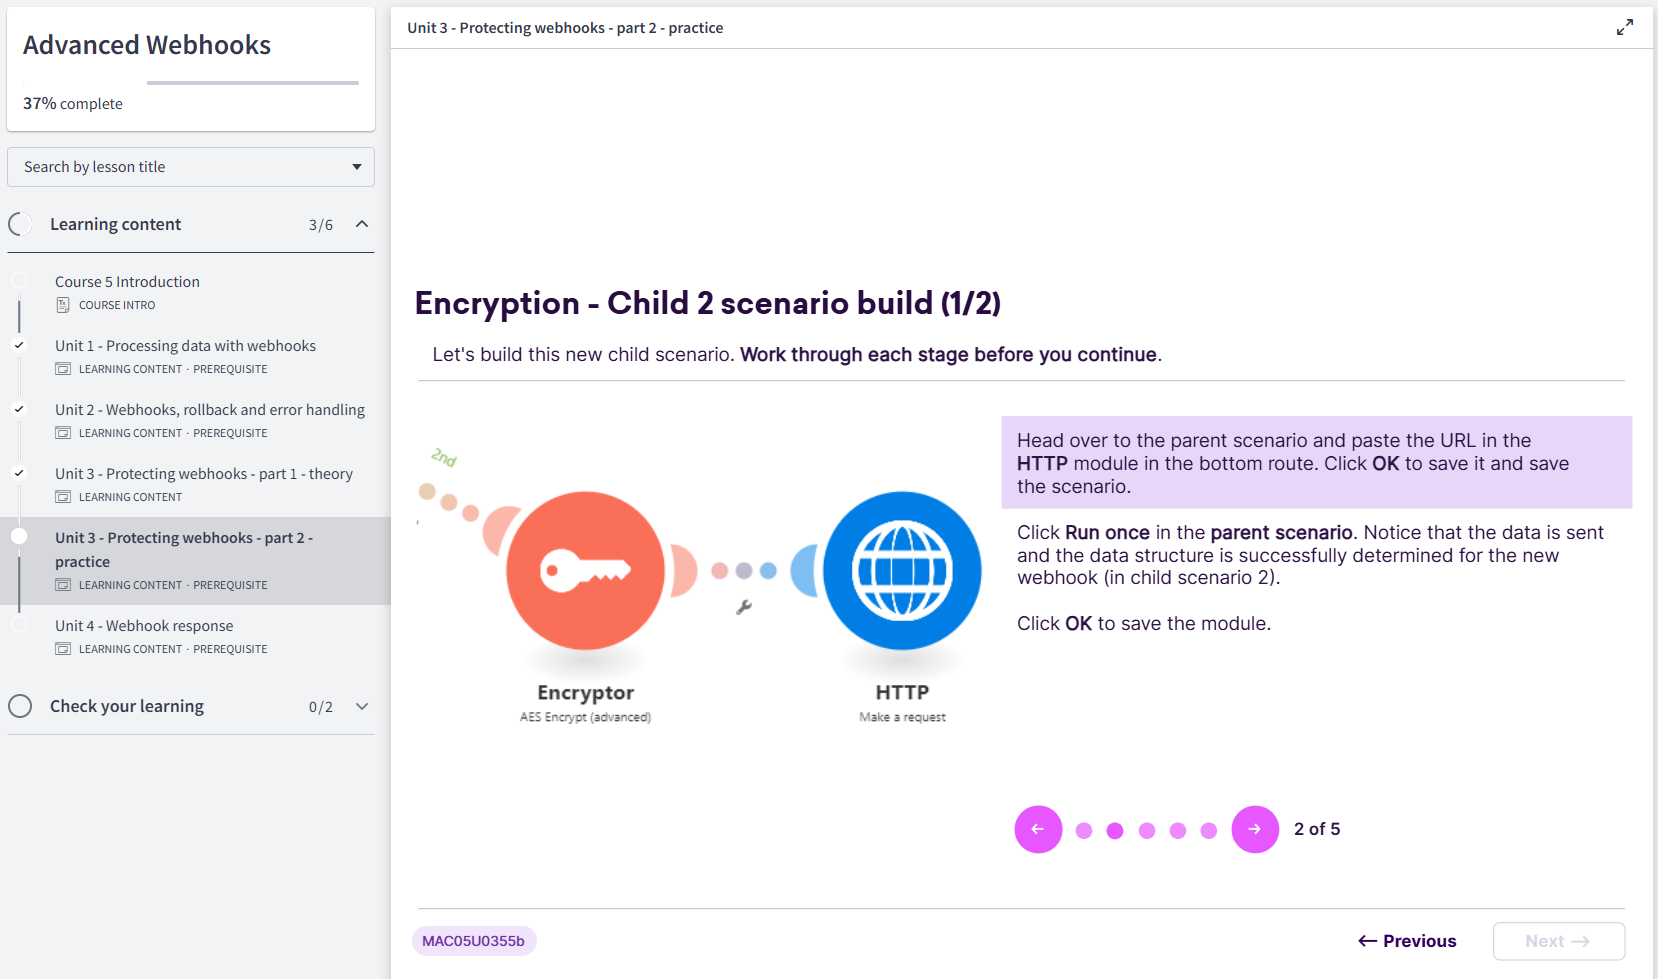 Advanced Webhooks
37% complete
Search by lesson title
Learning content 3/6
Course 5 Introduction
COURSE INTRO
Unit 1 - Processing data with webhooks
LEARNING CONTENT · PREREQUISITE
Unit 2 - Webhooks, rollback and error handling
LEARNING CONTENT · PREREQUISITE
Unit 3 - Protecting webhooks - part 1 - theory
LEARNING CONTENT
Unit 3 - Protecting webhooks - part 2 -
practice
LEARNING CONTENT · PREREQUISITE
Unit 4 - Webhook response
LEARNING CONTENT · PREREQUISITE
Check your learning 0/2
Unit 3 - Protecting webhooks - part 2 - practice
Encryption - Child 2 scenario build (1/2)
Let's build this new child scenario. Work through each stage before you continue.
2nd
Encryptor
AES Encrypt (advanced)
HTTP
Make a request
Head over to the parent scenario and paste the URL in the
HTTP module in the bottom route. Click OK to save it and save
the scenario.
Click Run once in the parent scenario. Notice that the data is sent
and the data structure is successfully determined for the new
webhook (in child scenario 2).
Click OK to save the module.
2 of 5
MAC05U0355b
← Previous
Next →